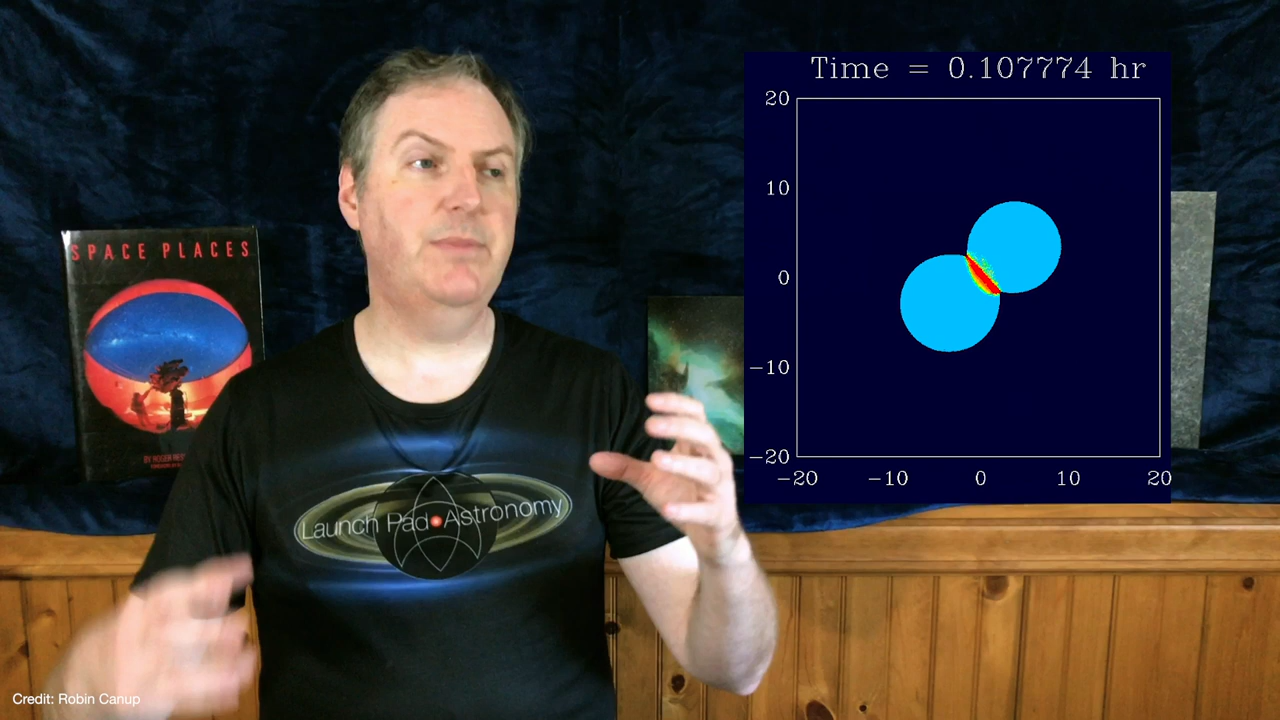 SPACE PLACES
Launch Pad Astronomy
Time = 0.107774 hr
20
10
0
−10
−20
−20
−10
0
10
20
Credit: Robin Canup